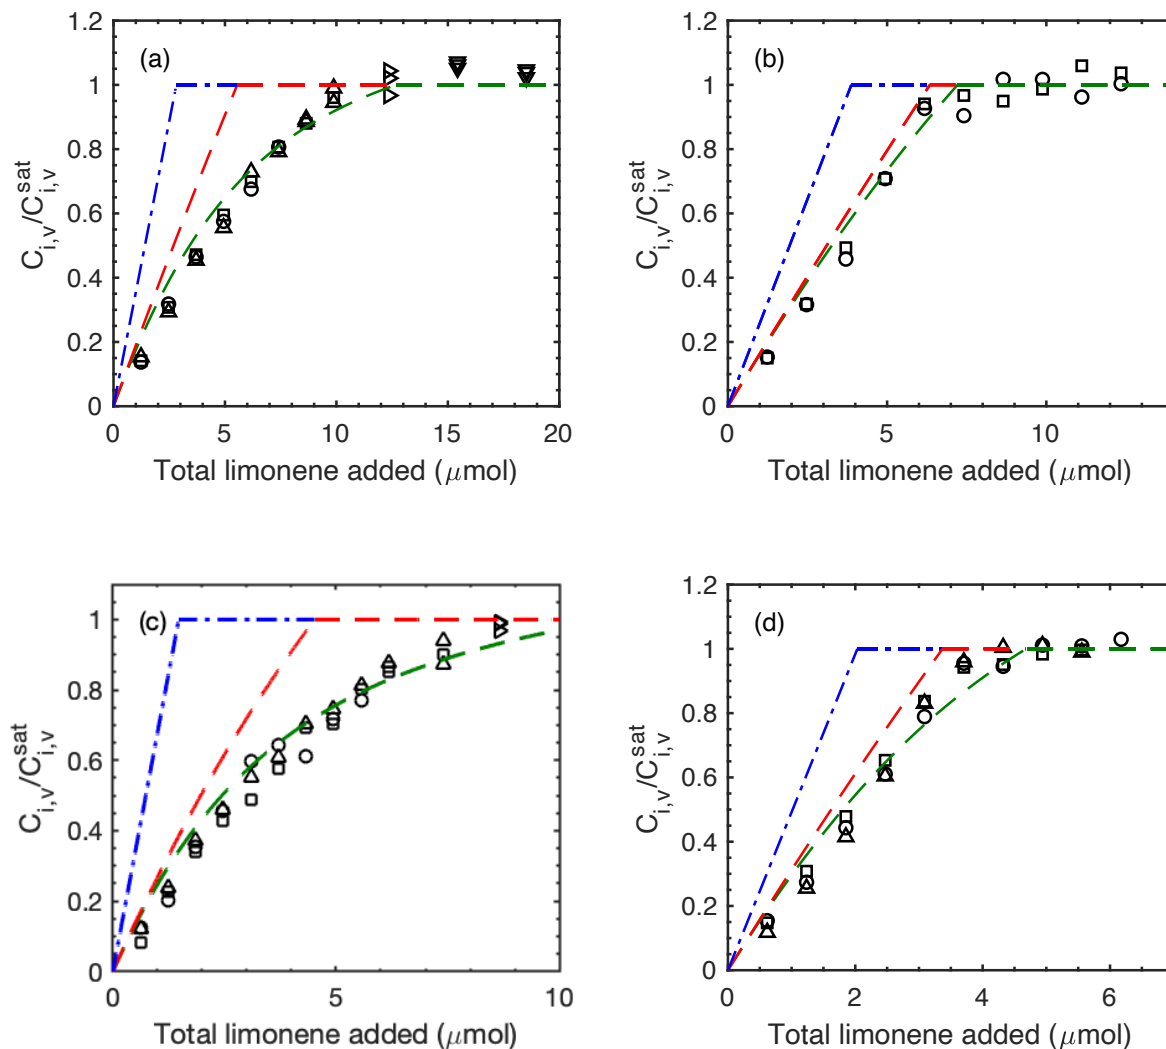 (a)
1.2
1
0.8
0.6
0.4
0.2
0
C_{i,v}/C_{i,v}^{sat}
0 5 10 15 20
Total limonene added (μmol)
(b)
1.2
1
0.8
0.6
0.4
0.2
0
C_{i,v}/C_{i,v}^{sat}
0 5 10
Total limonene added (μmol)
(c)
1
0.8
0.6
0.4
0.2
0
C_{i,v}/C_{i,v}^{sat}
0 5 10
Total limonene added (μmol)
(d)
1.2
1
0.8
0.6
0.4
0.2
0
C_{i,v}/C_{i,v}^{sat}
0 2 4 6
Total limonene added (μmol)